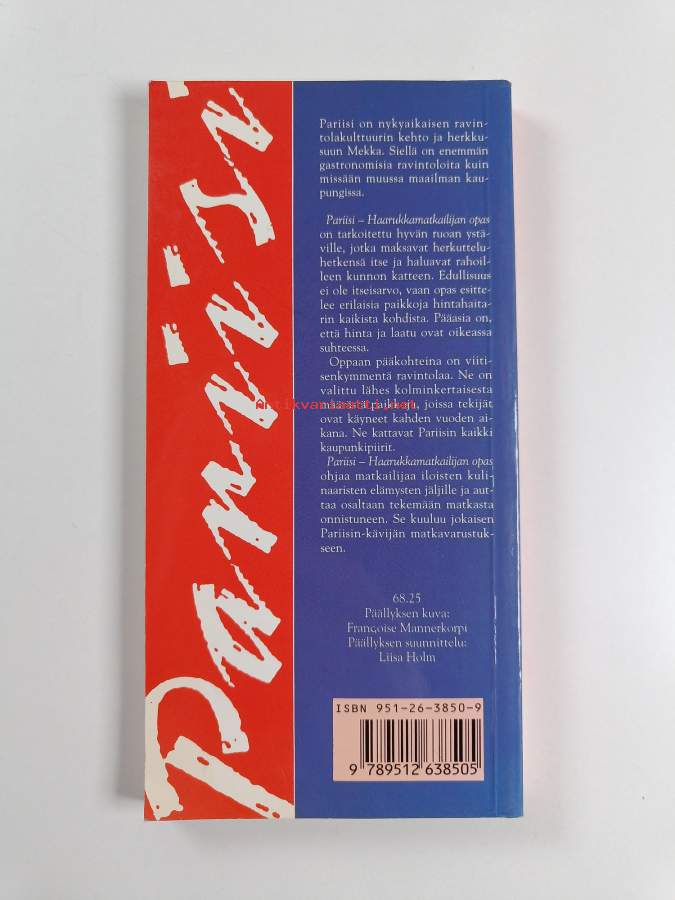 Pariisi
Pariisi on nykyaikaisen ravin-
tolakulttuurin kehto ja herkku-
suun Mekka. Siellä on enemmän
gastronomisia ravintoloita kuin
missään muussa maailman kau-
pungissa.
Pariisi – Haarukkamatkailijan opas
on tarkoitettu hyvän ruoan ystä-
ville, jotka maksavat herkuttelu-
hetkensä itse ja haluavat rahoil-
leen kunnon katteen. Edullisuus
ei ole itseisarvo, vaan opas esitte-
lee erilaisia paikkoja hintahaita-
rin kaikista kohdista. Pääasia on,
että hinta ja laatu ovat oikeassa
suhteessa.
Oppaan pääkohteina on viiti-
senkymmentä ravintolaa. Ne on
valittu lähes kolminkertaisesta
määrästä paikkoja, joissa tekijät
ovat käyneet kahden vuoden ai-
kana. Ne kattavat Pariisin kaikki
kaupunkipiirit.
Pariisi – Haarukkamatkailijan opas
ohjaa matkailijaa iloisten kuli-
naaristen elämysten jäljille ja aut-
taa osaltaan tekemään matkasta
onnistuneen. Se kuuluu jokaisen
Pariisin-kävijän matkavarustuk-
seen.
Antikvariaatti.net
68.25
Päällyksen kuva:
Françoise Mannerkorpi
Päällyksen suunnittelu:
Liisa Holm
ISBN 951-26-3850-9
9 789512 638505